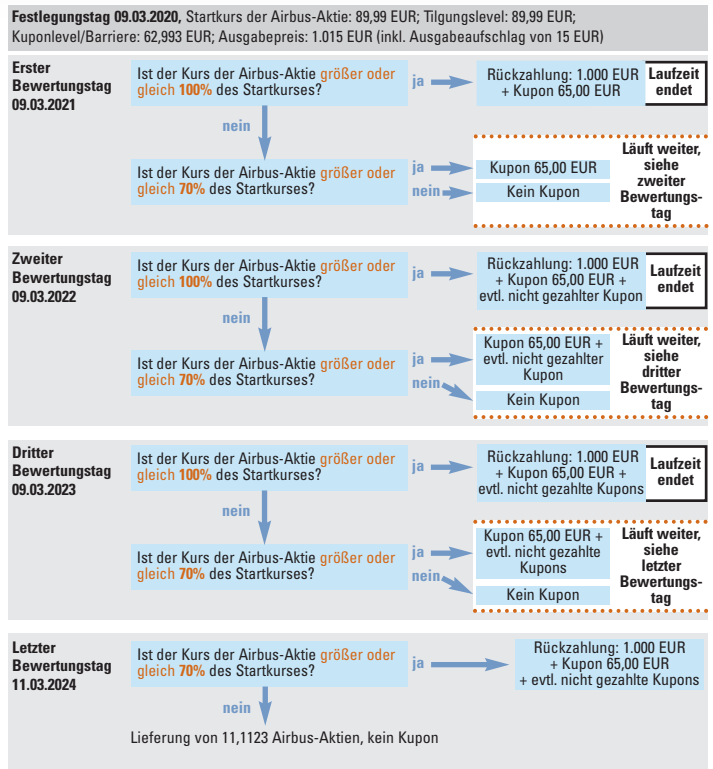 Festlegungstag 09.03.2020, Startkurs der Airbus-Aktie: 89,99 EUR; Tilgungslevel: 89,99 EUR;
Kuponlevel/Barriere: 62,993 EUR; Ausgabepreis: 1.015 EUR (inkl. Ausgabeaufschlag von 15 EUR)
Erster
Bewertungstag
09.03.2021
Ist der Kurs der Airbus-Aktie größer oder
gleich 100% des Startkurses?
ja
Rückzahlung: 1.000 EUR
+ Kupon 65,00 EUR
Laufzeit
endet
nein
Ist der Kurs der Airbus-Aktie größer oder
gleich 70% des Startkurses?
ja
nein
Kupon 65,00 EUR
Kein Kupon
Läuft weiter,
siehe
zweiter
Bewertungs-
tag
Zweiter
Bewertungstag
09.03.2022
Ist der Kurs der Airbus-Aktie größer oder
gleich 100% des Startkurses?
ja
Rückzahlung: 1.000 EUR
+ Kupon 65,00 EUR +
evtl. nicht gezahlter Kupon
Laufzeit
endet
nein
Ist der Kurs der Airbus-Aktie größer oder
gleich 70% des Startkurses?
ja
nein
Kupon 65,00 EUR +
evtl. nicht gezahlter
Kupon
Kein Kupon
Läuft weiter,
siehe
dritter
Bewertungs-
tag
Dritter
Bewertungstag
09.03.2023
Ist der Kurs der Airbus-Aktie größer oder
gleich 100% des Startkurses?
ja
Rückzahlung: 1.000 EUR
+ Kupon 65,00 EUR +
evtl. nicht gezahlte Kupons
Laufzeit
endet
nein
Ist der Kurs der Airbus-Aktie größer oder
gleich 70% des Startkurses?
ja
nein
Kupon 65,00 EUR +
evtl. nicht gezahlte
Kupons
Kein Kupon
Läuft weiter,
siehe
letzter
Bewertungs-
tag
Letzter
Bewertungstag
11.03.2024
Ist der Kurs der Airbus-Aktie größer oder
gleich 70% des Startkurses?
ja
Rückzahlung: 1.000 EUR
+ Kupon 65,00 EUR
+ evtl. nicht gezahlte Kupons
nein
Lieferung von 11,1123 Airbus-Aktien, kein Kupon